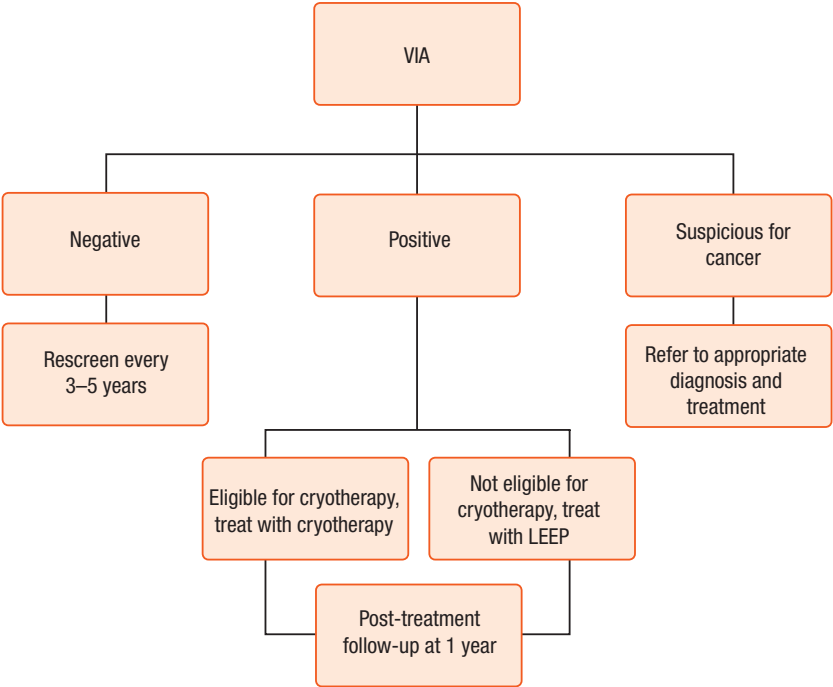 VIA
Negative
Positive
Suspicious for
cancer
Rescreen every
3–5 years
Refer to appropriate
diagnosis and
treatment
Eligible for cryotherapy,
treat with cryotherapy
Not eligible for
cryotherapy, treat
with LEEP
Post-treatment
follow-up at 1 year